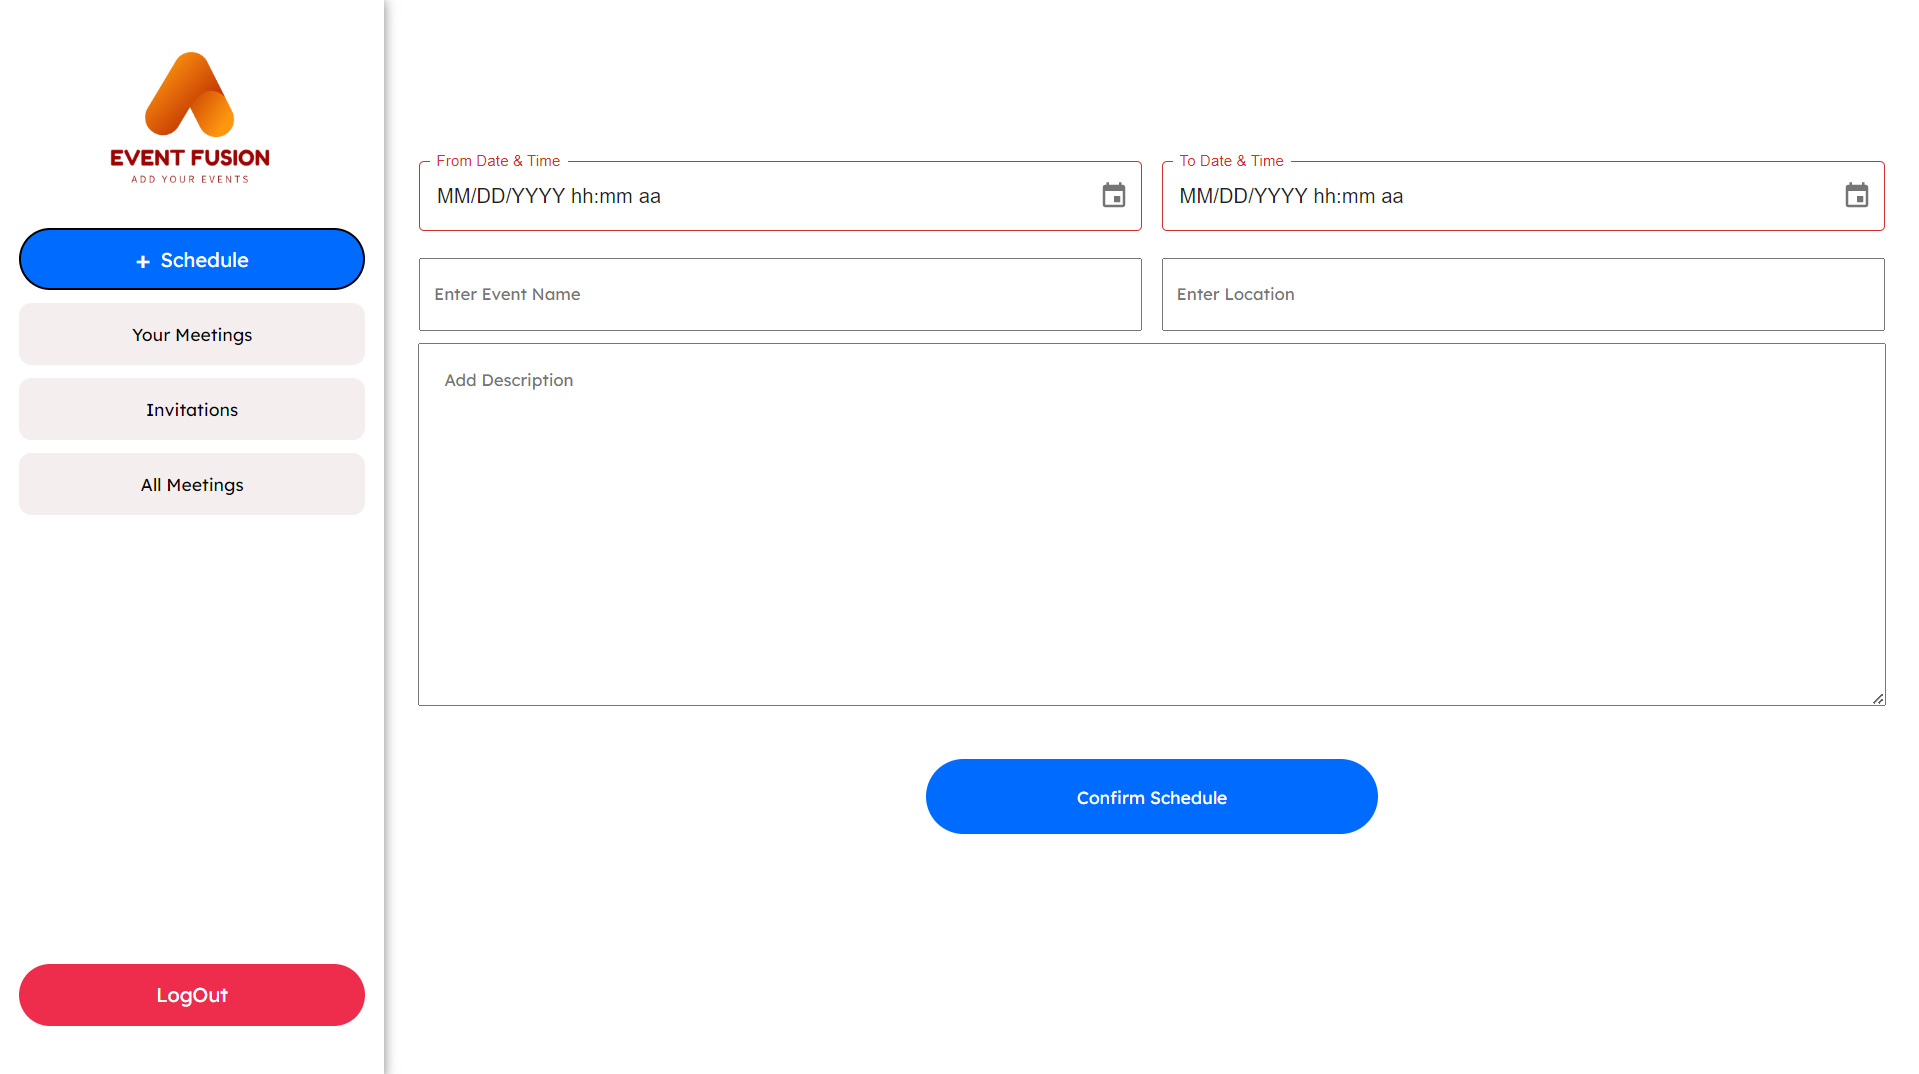 EVENT FUSION
ADD YOUR EVENTS
+ Schedule
Your Meetings
Invitations
All Meetings
LogOut
From Date & Time
MM/DD/YYYY hh:mm aa
To Date & Time
MM/DD/YYYY hh:mm aa
Enter Event Name
Enter Location
Add Description
Confirm Schedule